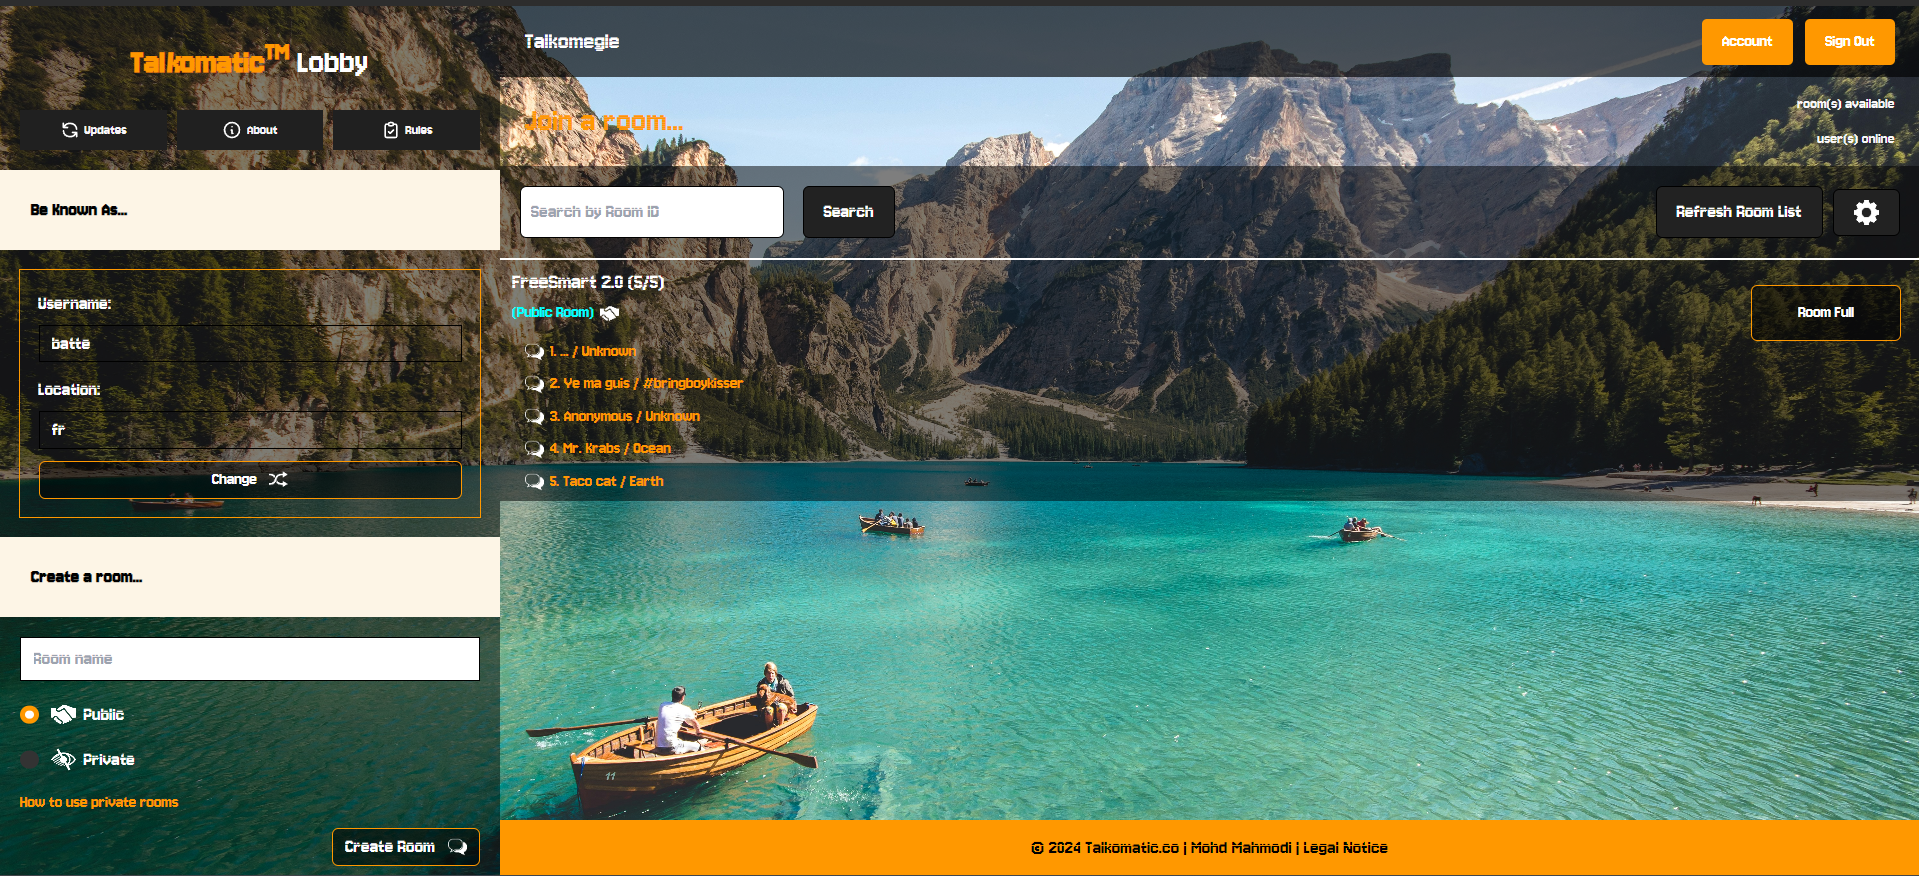 Talkomatic™ Lobby
Updates
About
Rules
Be Known As...
Username:
batte
Location:
fr
Change
Create a room...
Room name
Public
Private
How to use private rooms
Create Room
Talkomegle
Account
Sign Out
Join a room...
room(s) available
user(s) online
Search by Room ID
Search
Refresh Room List
FreeSmart 2.0 (5/5)
(Public Room)
Room Full
1. ... / Unknown
2. Ye ma guis / #bringboykisser
3. Anonymous / Unknown
4. Mr. Krabs / Ocean
5. Taco cat / Earth
11
© 2024 Talkomatic.co | Mohd Mahmodi | Legal Notice